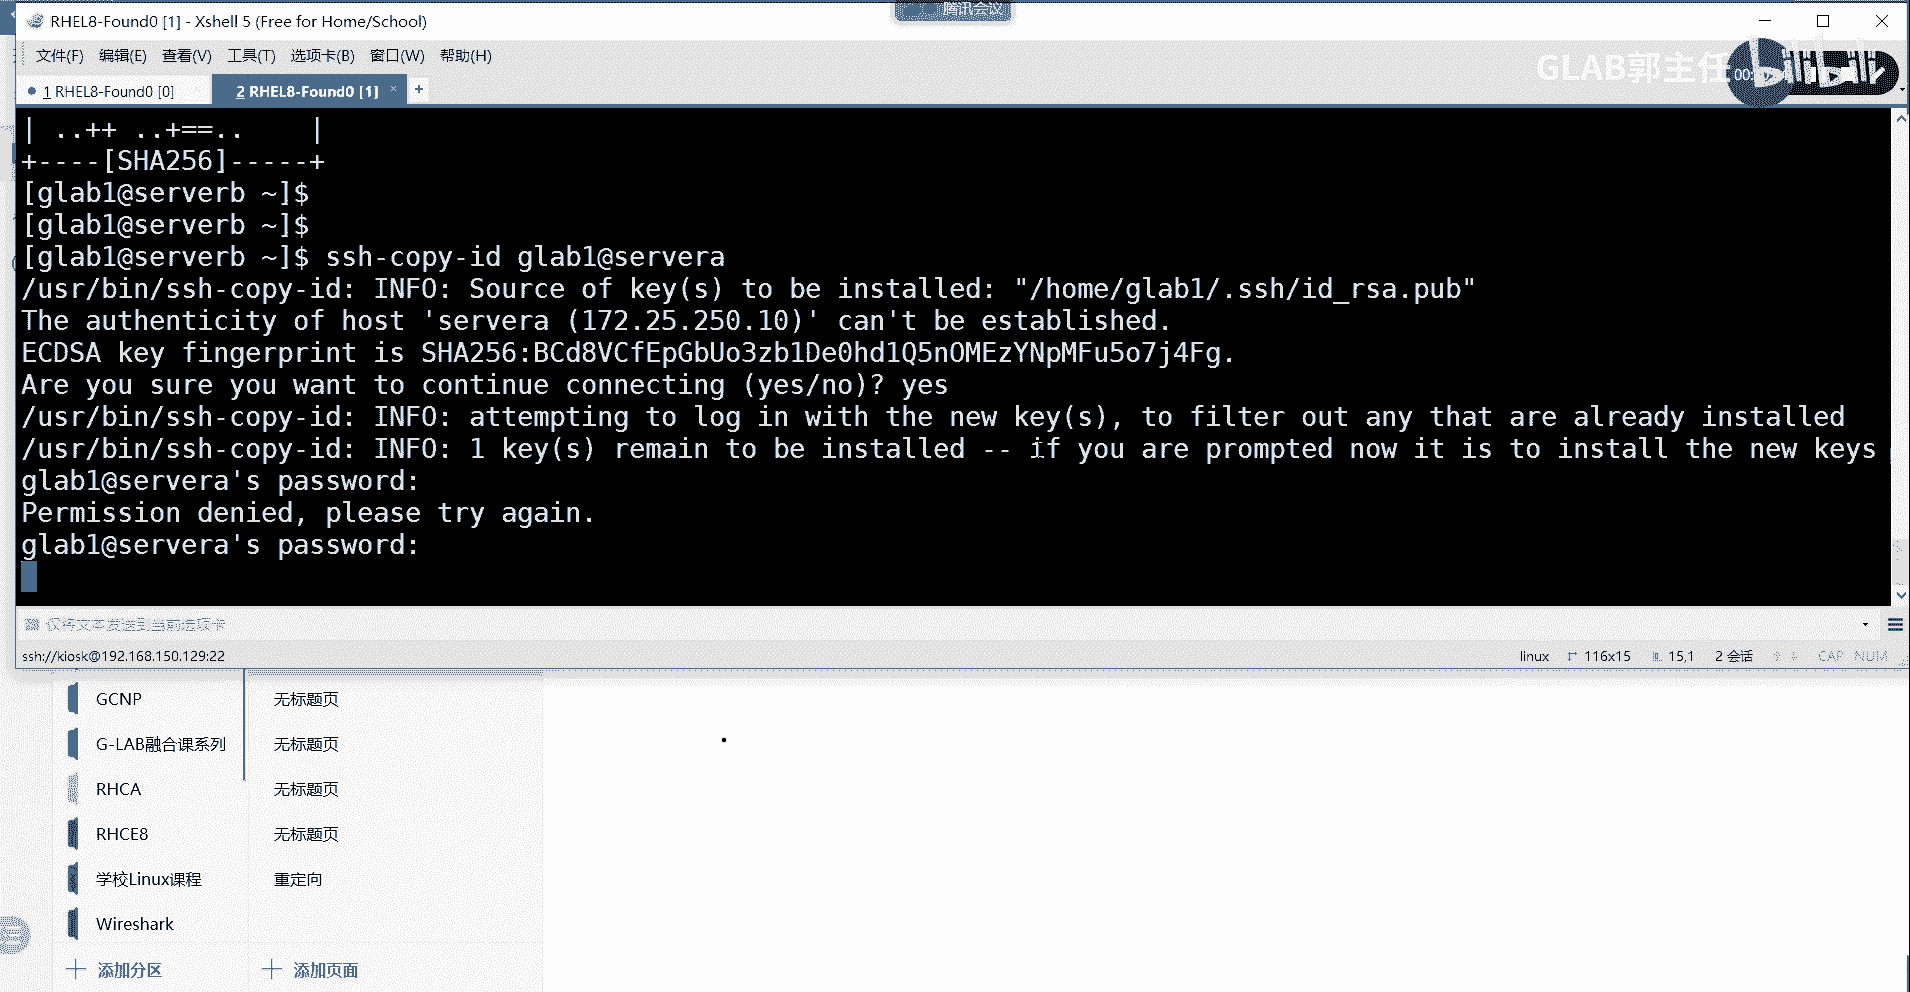 RHEL8-Found0 [1] - Xshell 5 (Free for Home/School)
腾讯会议
文件(F) 编辑(E) 查看(V) 工具(T) 选项卡(B) 窗口(W) 帮助(H)
GLAB郭主任
bilibili
00:
1 RHEL8-Found0 [0]
2 RHEL8-Found0 [1] × +
| ..++ ..+==.. |
+----[SHA256]-----+
[glab1@serverb ~]$
[glab1@serverb ~]$
[glab1@serverb ~]$ ssh-copy-id glab1@servera
/usr/bin/ssh-copy-id: INFO: Source of key(s) to be installed: "/home/glab1/.ssh/id_rsa.pub"
The authenticity of host 'servera (172.25.250.10)' can't be established.
ECDSA key fingerprint is SHA256:BCd8VCfEpGbUo3zb1De0hd1Q5nOMEzYNpMFu5o7j4Fg.
Are you sure you want to continue connecting (yes/no)? yes
/usr/bin/ssh-copy-id: INFO: attempting to log in with the new key(s), to filter out any that are already installed
/usr/bin/ssh-copy-id: INFO: 1 key(s) remain to be installed -- if you are prompted now it is to install the new keys
glab1@servera's password:
Permission denied, please try again.
glab1@servera's password:
仅将文本发送到当前选项卡
ssh://kiosk@192.168.150.129:22
linux 116x15 15,1 2 会话 CAP NUM
GCNP
无标题页
G-LAB融合课系列
无标题页
RHCA
无标题页
RHCE8
无标题页
学校Linux课程
重定向
Wireshark
添加分区
添加页面